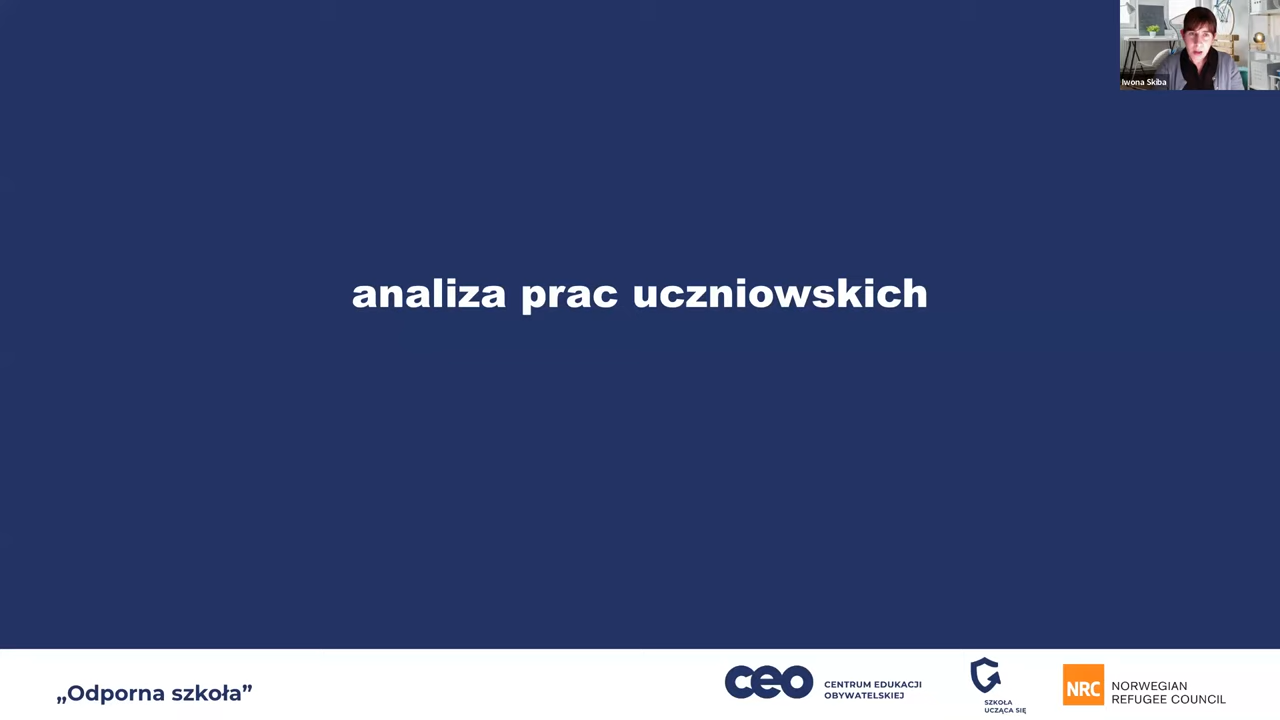 Iwona Skiba
analiza prac uczniowskich
„Odporna szkoła”
ceo
CENTRUM EDUKACJI
OBYWATELSKIEJ
SZKOŁA
UCZĄCA SIĘ
NRC
NORWEGIAN
REFUGEE COUNCIL